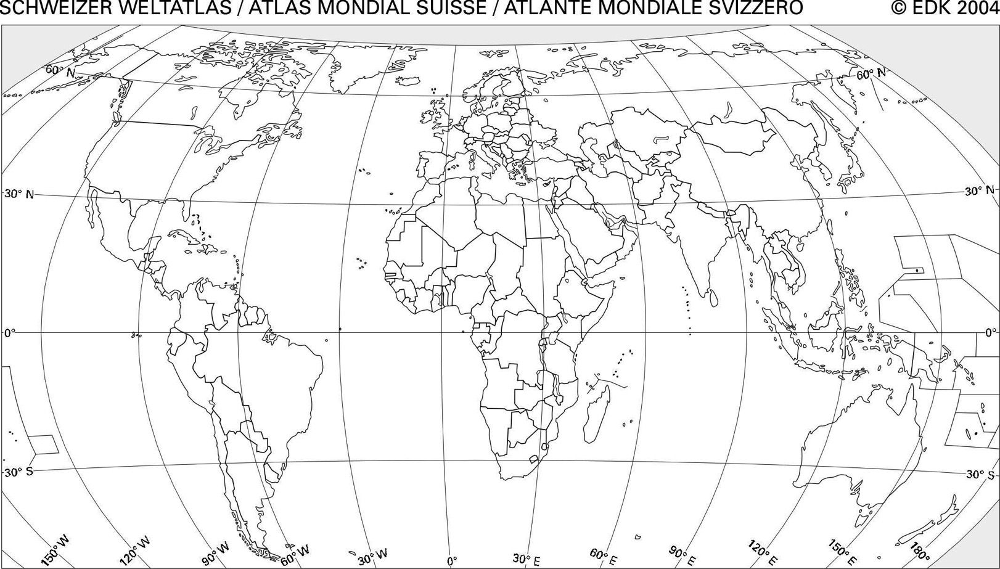 SCHWEIZER WELTATLAS / ATLAS MONDIAL SUISSE / ATLANTE MONDIALE SVIZZERO © EDK 2004
60° N 60° N
30° N 30° N
0° 0°
30° S 30° S
150° W 120° W 90° W 60° W 30° W 0° 30° E 60° E 90° E 120° E 150° E 180°